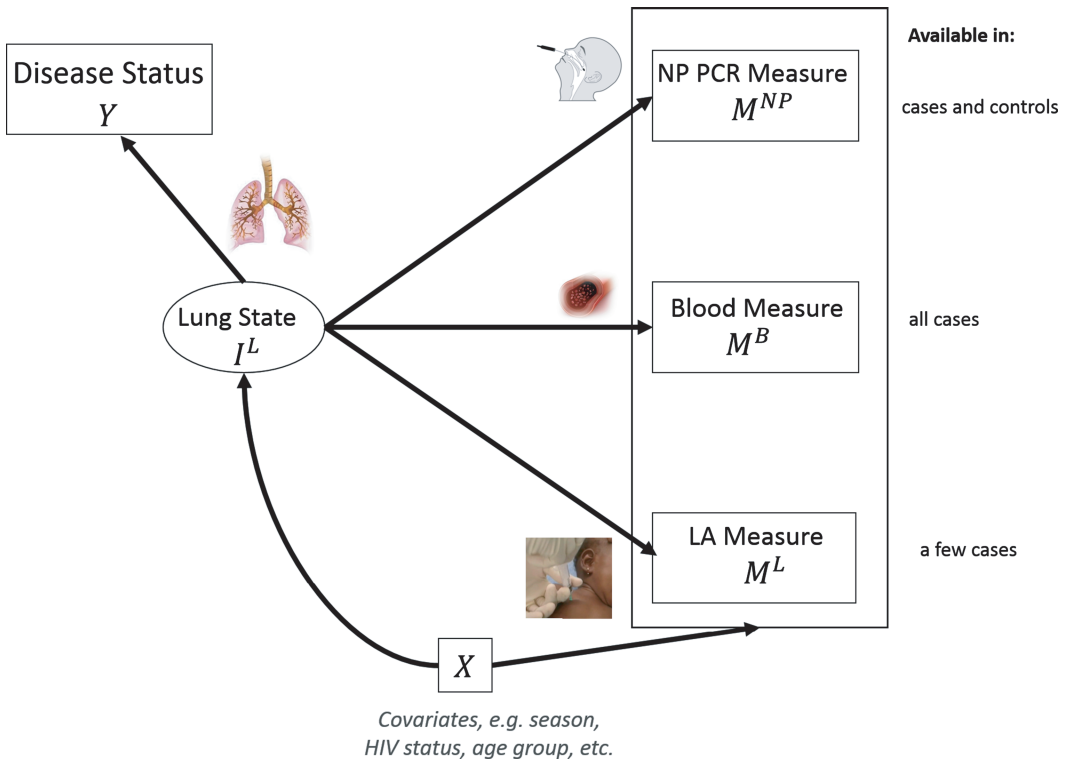 Disease Status
Y
NP PCR Measure
M^{NP}
Available in:
cases and controls
Lung State
I^L
Blood Measure
M^B
all cases
LA Measure
M^L
a few cases
X
Covariates, e.g. season,
HIV status, age group, etc.